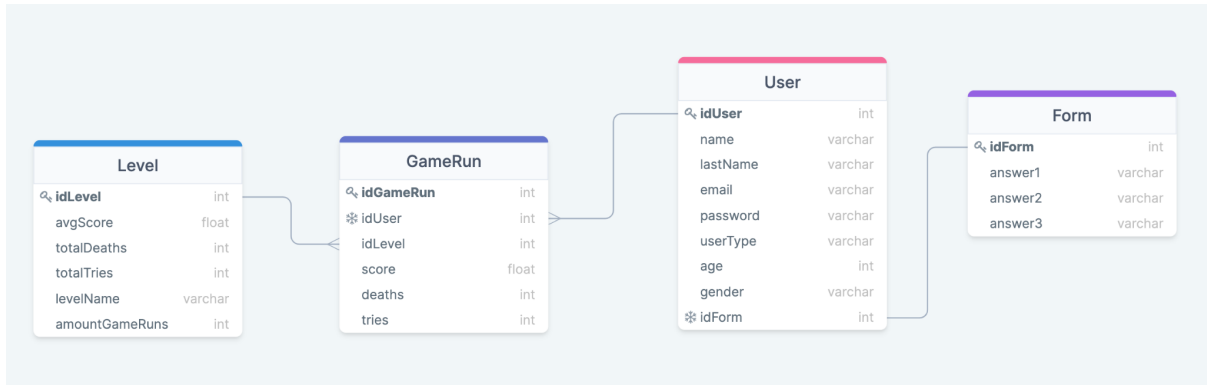 Level
idLevel int
avgScore float
totalDeaths int
totalTries int
levelName varchar
amountGameRuns int
GameRun
idGameRun int
idUser int
idLevel int
score float
deaths int
tries int
User
idUser int
name varchar
lastName varchar
email varchar
password varchar
userType varchar
age int
gender varchar
idForm int
Form
idForm int
answer1 varchar
answer2 varchar
answer3 varchar